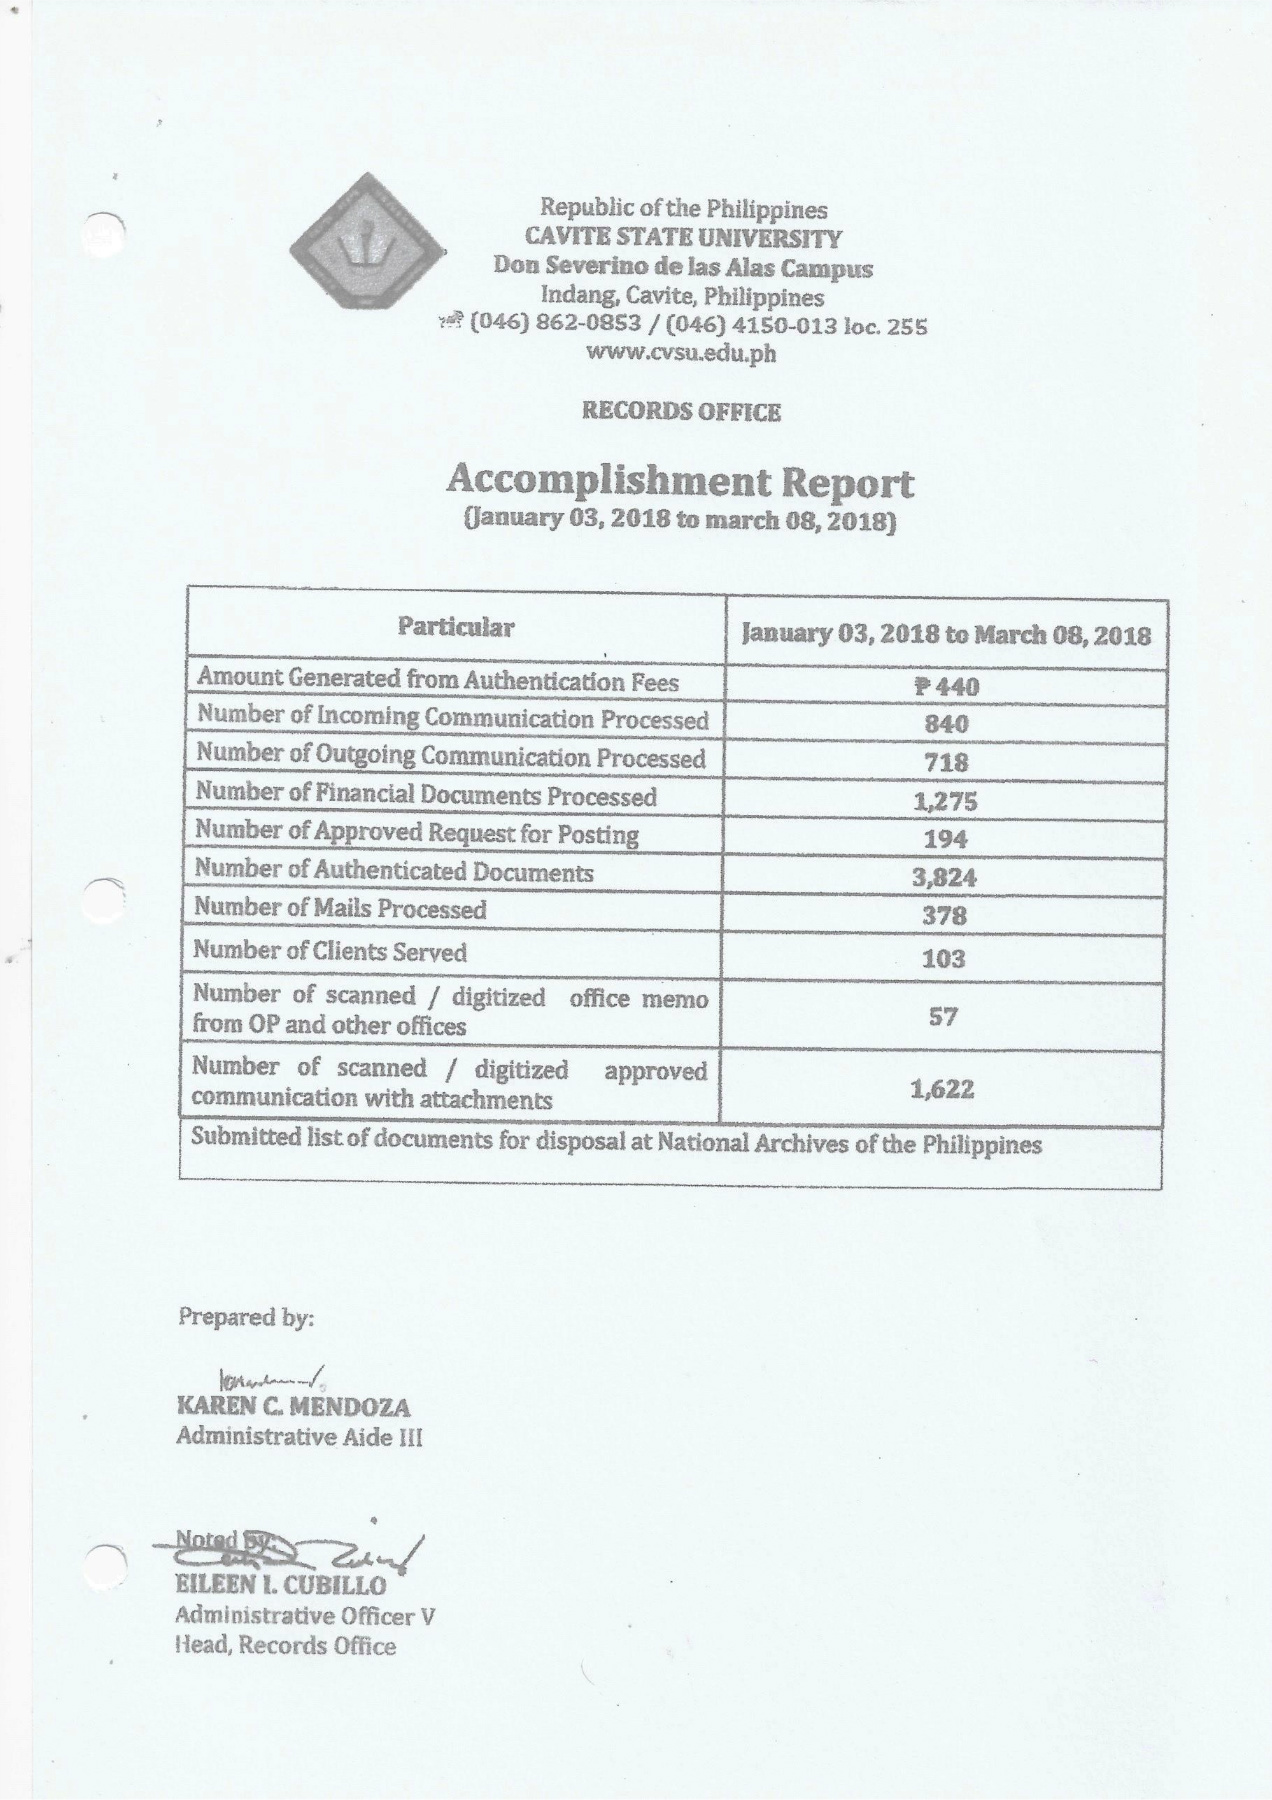 Republic of the Philippines
CAVITE STATE UNIVERSITY
Don Severino de las Alas Campus
Indang, Cavite, Philippines
(046) 862-0853 / (046) 4150-013 loc. 255
www.cvsu.edu.ph
RECORDS OFFICE
Accomplishment Report
(January 03, 2018 to march 08, 2018)
Particular January 03, 2018 to March 08, 2018
Amount Generated from Authentication Fees ₱ 440
Number of Incoming Communication Processed 840
Number of Outgoing Communication Processed 718
Number of Financial Documents Processed 1,275
Number of Approved Request for Posting 194
Number of Authenticated Documents 3,824
Number of Mails Processed 378
Number of Clients Served 103
Number of scanned / digitized office memo
from OP and other offices 57
Number of scanned / digitized approved
communication with attachments 1,622
Submitted list of documents for disposal at National Archives of the Philippines
Prepared by:
KAREN C. MENDOZA
Administrative Aide III
Noted by:
EILEEN I. CUBILLO
Administrative Officer V
Head, Records Office